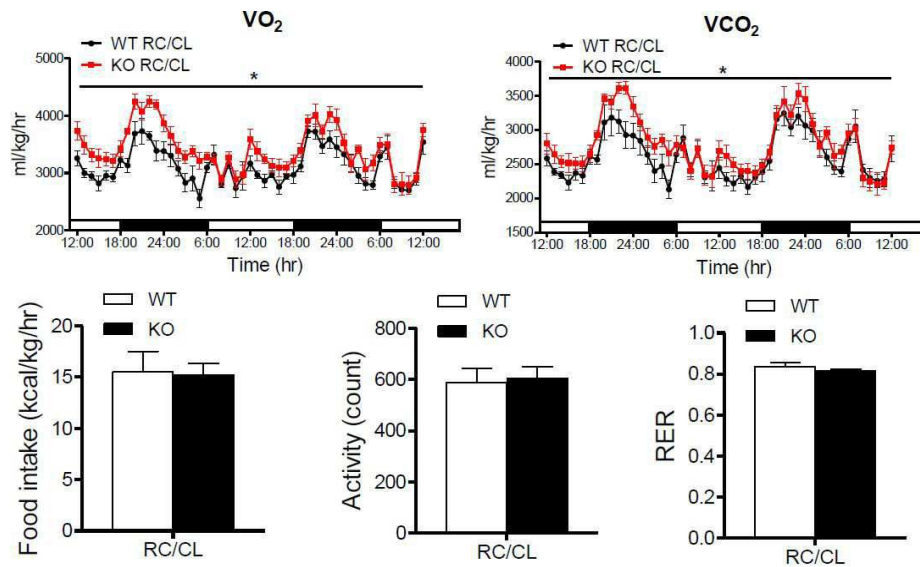 VO2
WT RC/CL
KO RC/CL
*
5000
4000
3000
2000
ml/kg/hr
12:00 18:00 24:00 6:00 12:00 18:00 24:00 6:00 12:00
Time (hr)
VCO2
WT RC/CL
KO RC/CL
*
4000
3500
3000
2500
2000
1500
ml/kg/hr
12:00 18:00 24:00 6:00 12:00 18:00 24:00 6:00 12:00
Time (hr)
WT
KO
20
15
10
5
0
Food intake (kcal/kg/hr)
RC/CL
WT
KO
800
600
400
200
0
Activity (count)
RC/CL
WT
KO
1.0
0.8
0.6
0.4
0.2
0.0
RER
RC/CL